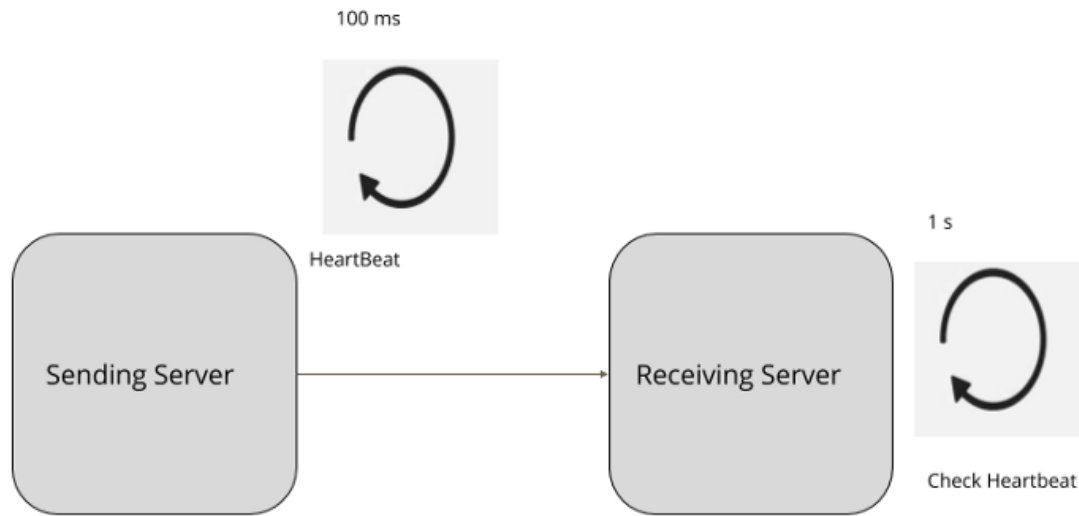 100 ms
HeartBeat
1 s
Sending Server
Receiving Server
Check Heartbeat